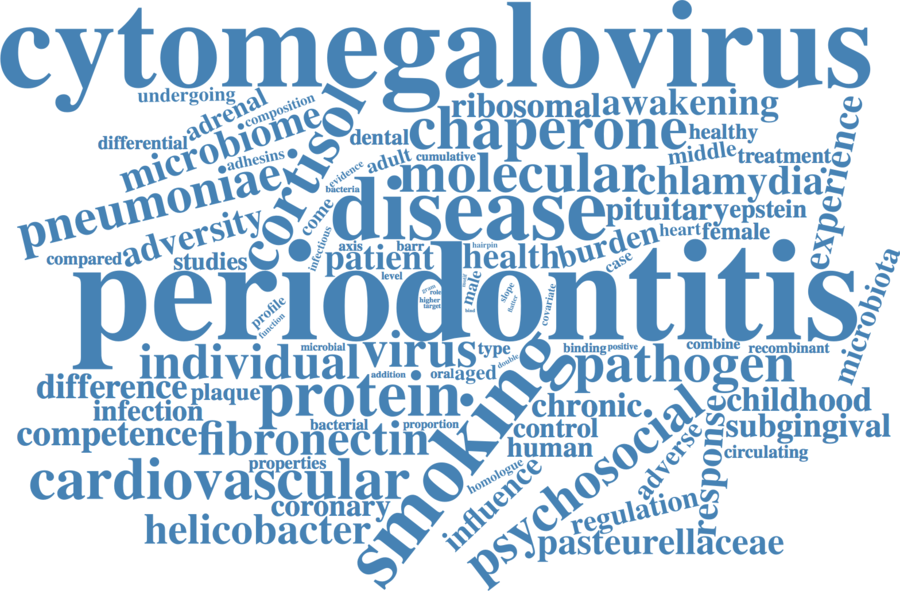 cytomegalovirus
undergoing
adrenal
composition
ribosomal
awakening
differential
microbiome
cortisol
dental
chaperone
healthy
experience
adhesins
evidence
adult
cumulative
middle
treatment
bacteria
molecular
chlamydia
pneumoniae
come
disease
pituitary
epstein
adversity
infectious
axis
barr
hairpin
burden
heart
female
compared
studies
patient
health
case
level
male
periodontitis
microbiota
profile
function
gram
role
higher
target
slope
flutter
covariate
microbial
virus
type
double
binding
positive
combine
recombinant
individual
addition
oral
aged
pathogen
difference
plaque
protein
smoking
chronic
childhood
infection
bacterial
proportion
control
psychosocial
response
subgingival
competence
fibronectin
human
adverse
circulating
properties
homologue
influence
cardiovascular
coronary
regulation
helicobacter
pasteurellaceae